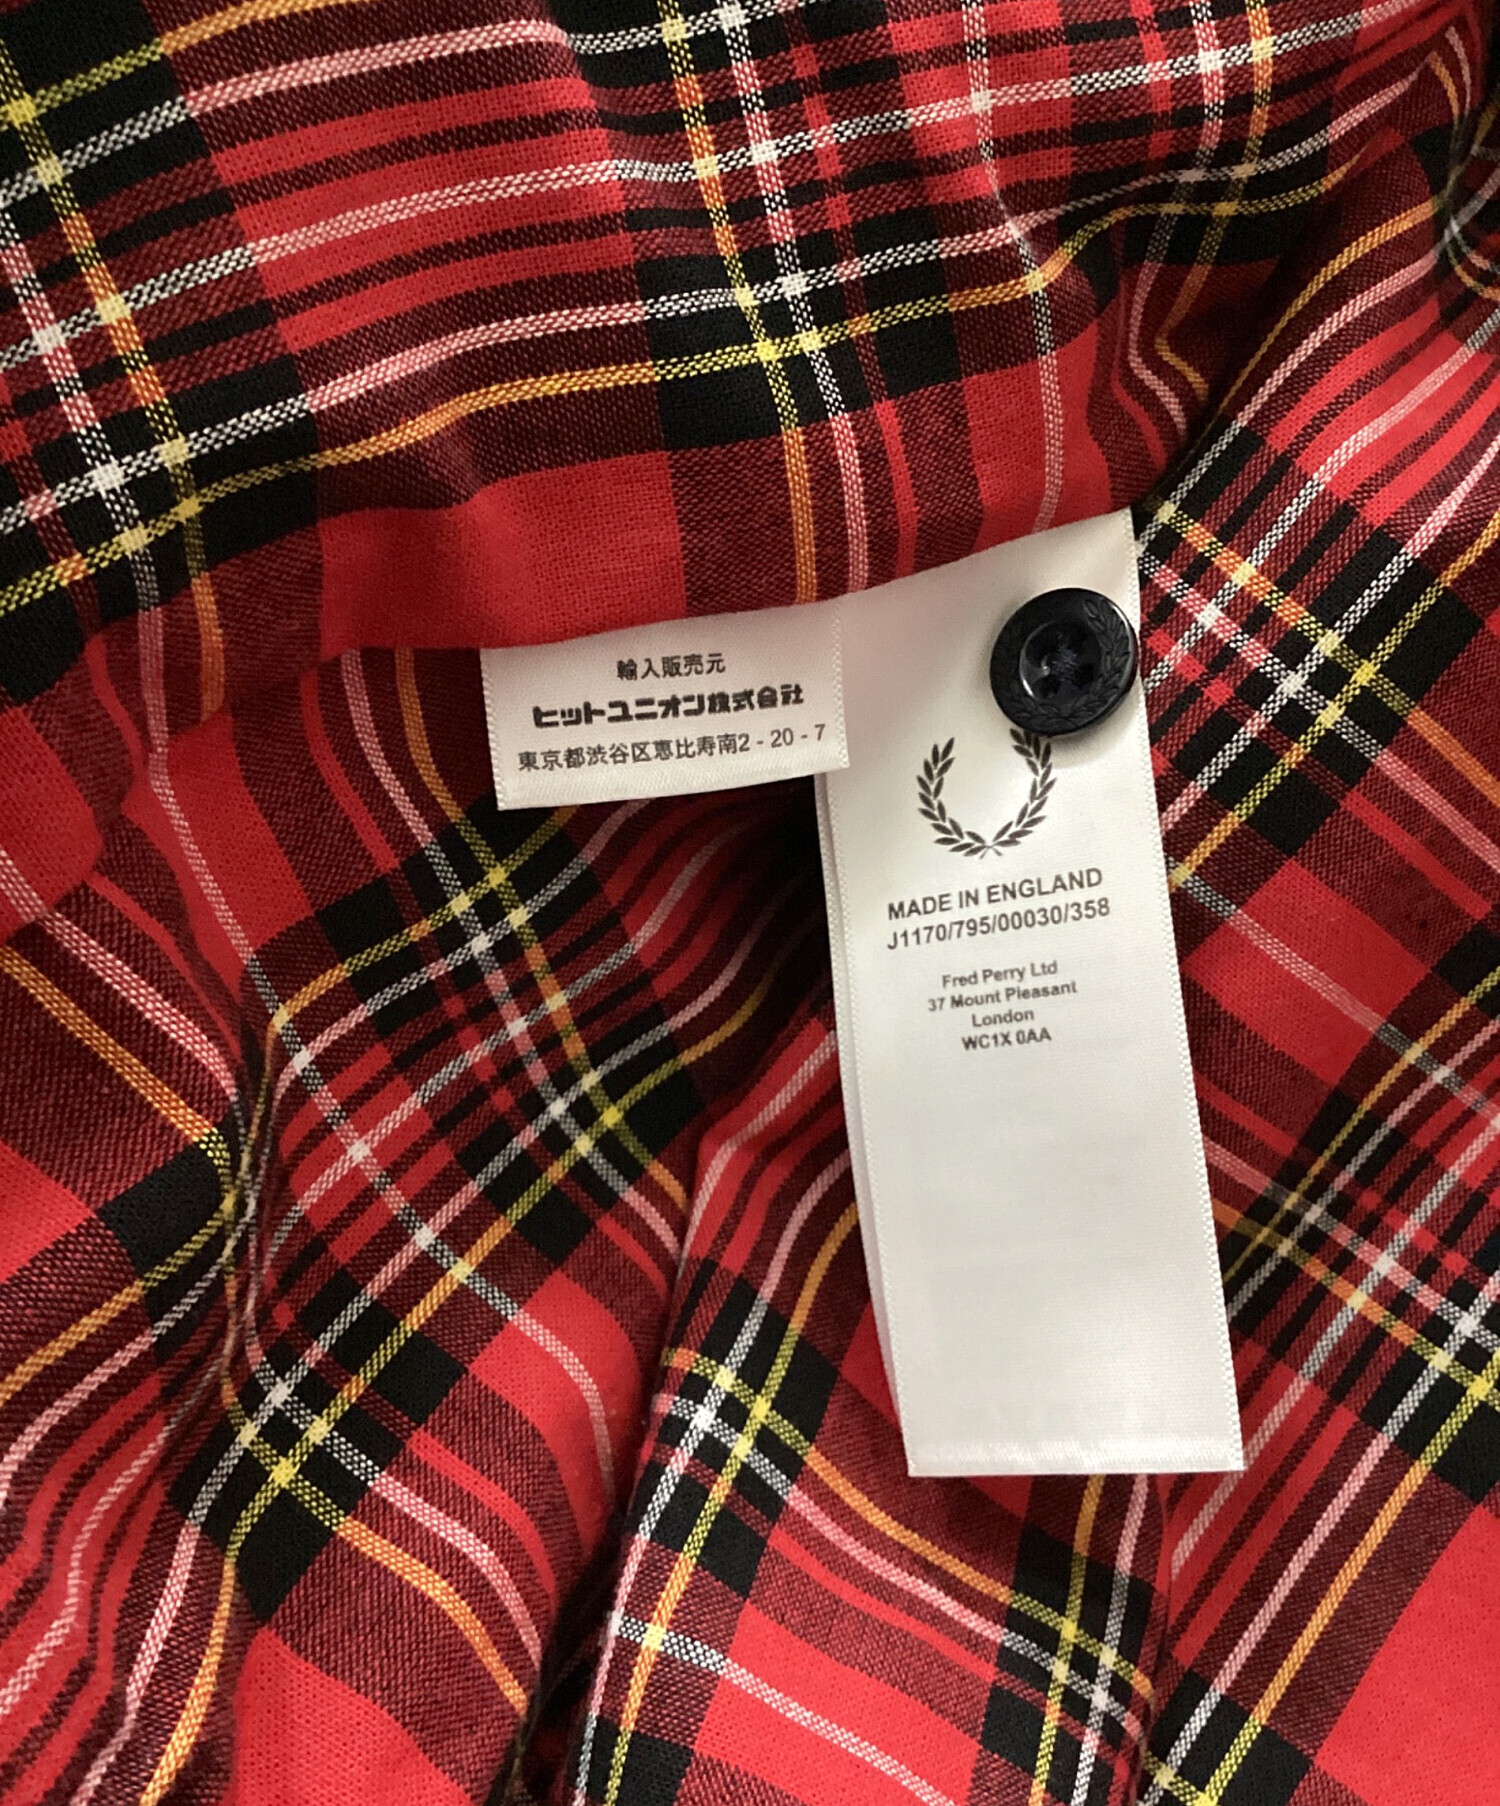 輸入販売元
ヒットユニオン株式会社
東京都渋谷区恵比寿南2 - 20 - 7
MADE IN ENGLAND
J1170/795/00030/358
Fred Perry Ltd
37 Mount Pleasant
London
WC1X 0AA